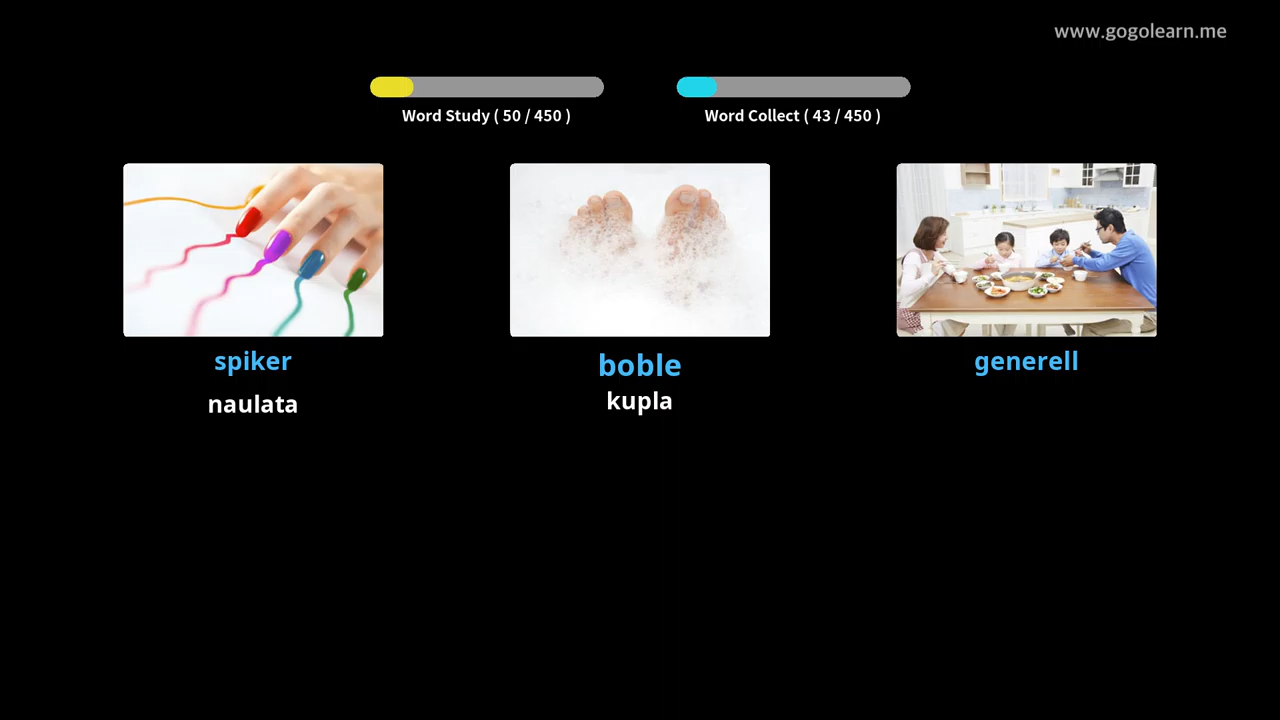 www.gogolearn.me
Word Study ( 50 / 450 )
Word Collect ( 43 / 450 )
spiker
boble
generell
naulata
kupla